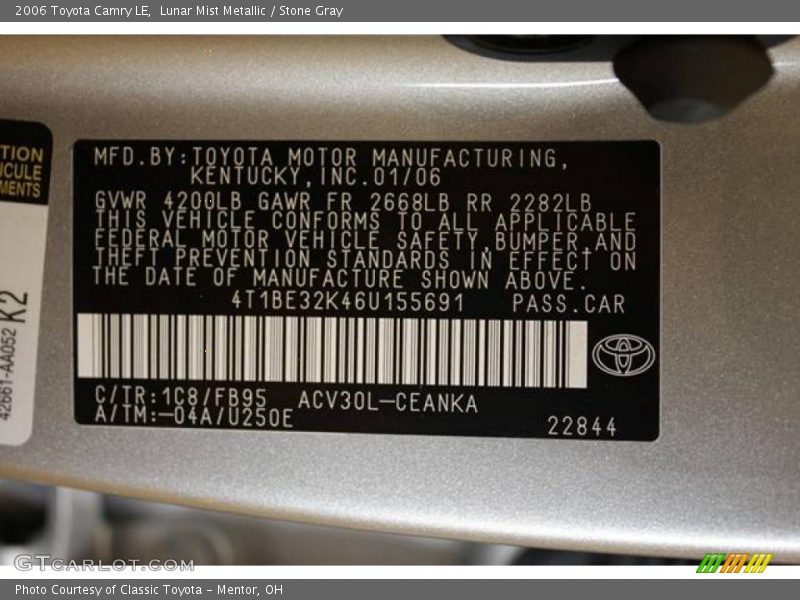 2006 Toyota Camry LE,  Lunar Mist Metallic / Stone Gray
TION
ICULE
MENTS
42661-AA052 K2
MFD.BY:TOYOTA MOTOR MANUFACTURING,
KENTUCKY,INC.01/06
GVWR 4200LB GAWR FR 2668LB RR 2282LB
THIS VEHICLE CONFORMS TO ALL APPLICABLE
FEDERAL MOTOR VEHICLE SAFETY,BUMPER,AND
THEFT PREVENTION STANDARDS IN EFFECT ON
THE DATE OF MANUFACTURE SHOWN ABOVE.
4T1BE32K46U155691 PASS.CAR
C/TR:1C8/FB95 ACV30L-CEANKA
A/TM:-04A/U250E
22844
GTCARLOT.COM
Photo Courtesy of Classic Toyota - Mentor, OH